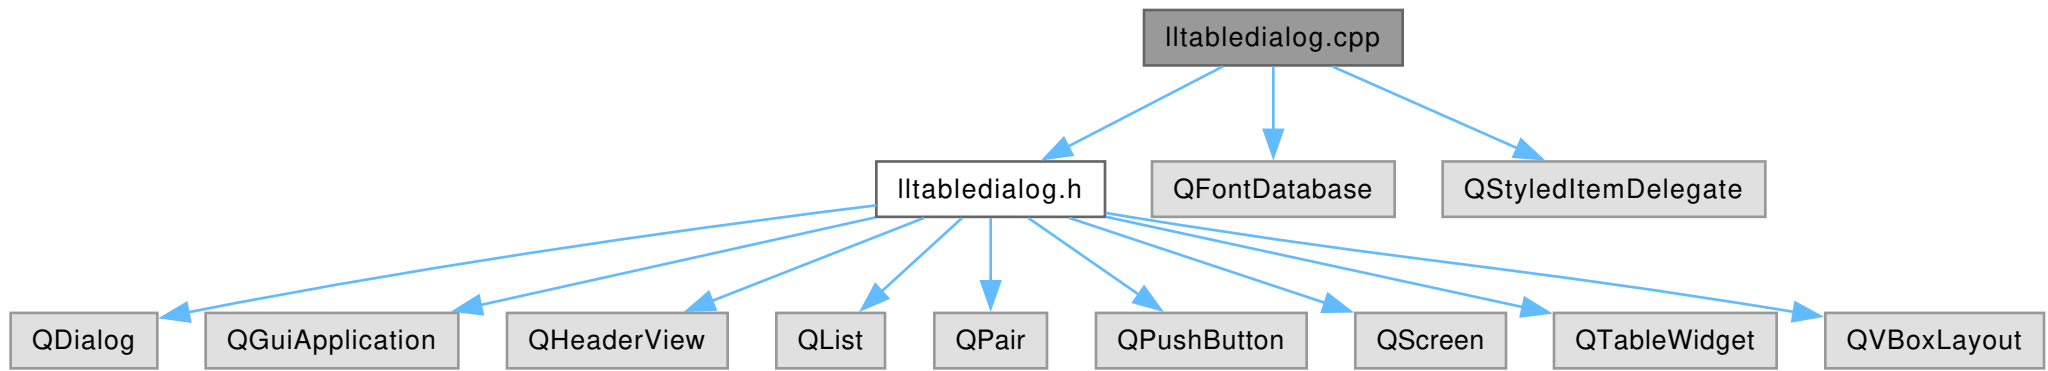 lltabledialog.cpp
lltabledialog.h
QFontDatabase
QStyledItemDelegate
QDialog
QGuiApplication
QHeaderView
QList
QPair
QPushButton
QScreen
QTableWidget
QVBoxLayout